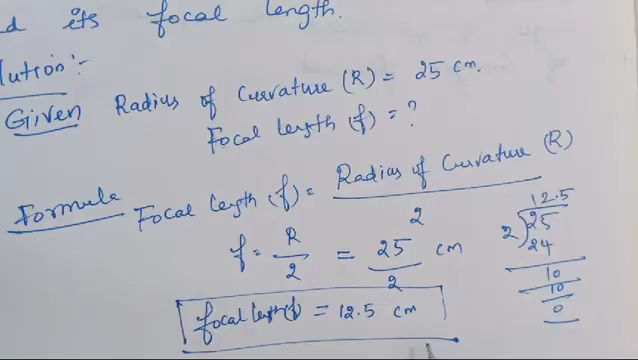 d its focal length.
lution:-
Given Radius of Curvature (R) = 25 cm.
Focal length (f) = ?
Formula Focal length (f) = Radius of Curvature (R)
2
f = R/2 = 25/2 cm
focal length (f) = 12.5 cm
12.5
2)25
24
10
10
0